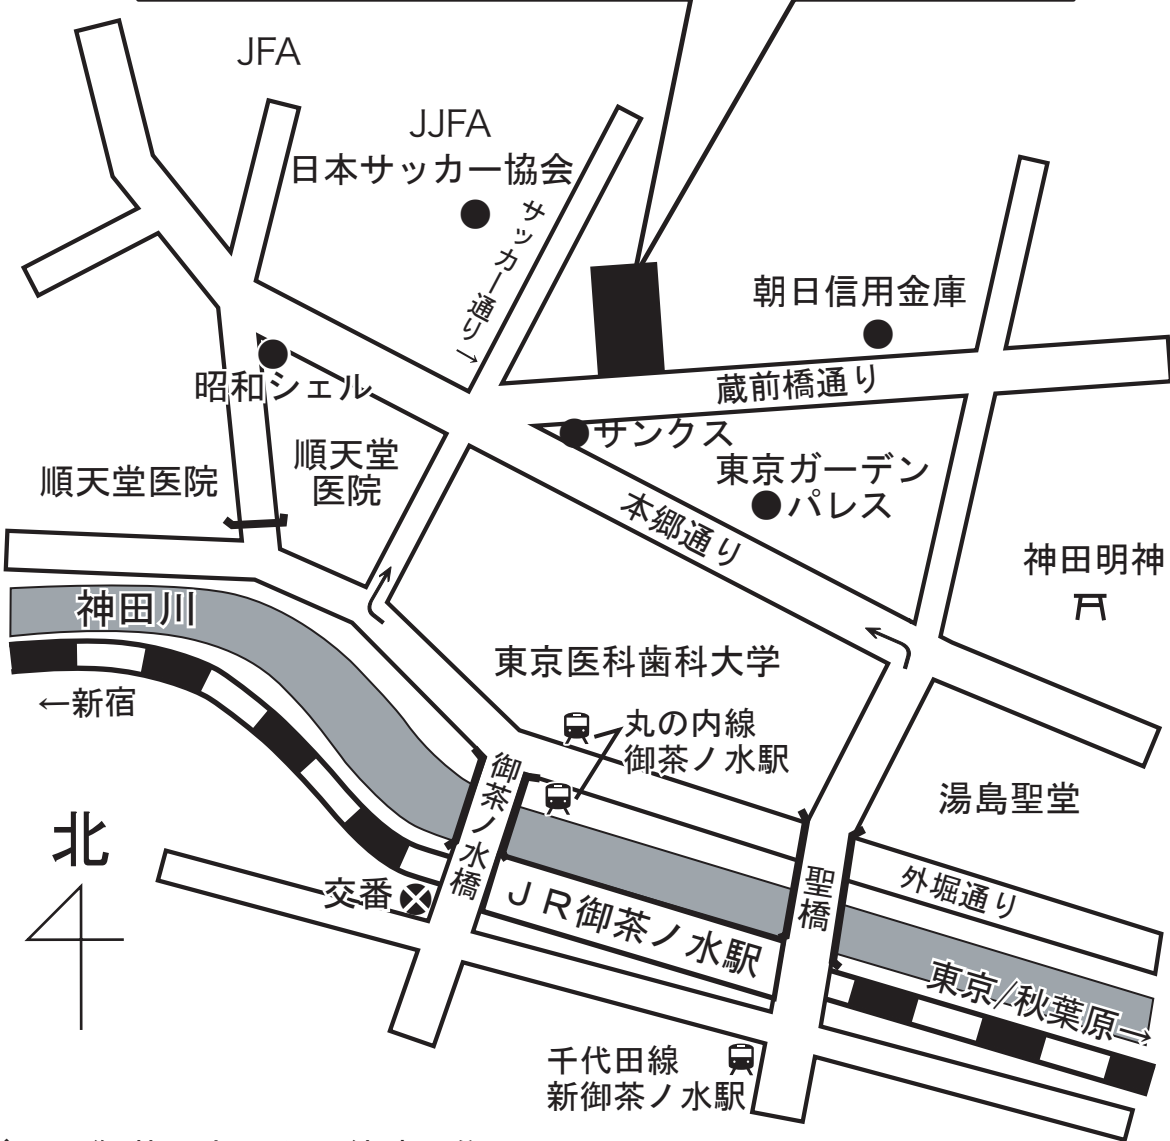 JFA
JJFA
日本サッカー協会
サッカー通り→
朝日信用金庫
昭和シェル
蔵前橋通り
サンクス
順天堂
医院
順天堂医院
東京ガーデン
パレス
本郷通り
神田明神
神田川
東京医科歯科大学
←新宿
丸の内線
御茶ノ水駅
御茶ノ水橋
湯島聖堂
北
交番
聖橋
外堀通り
JR御茶ノ水駅
東京/秋葉原→
千代田線
新御茶ノ水駅